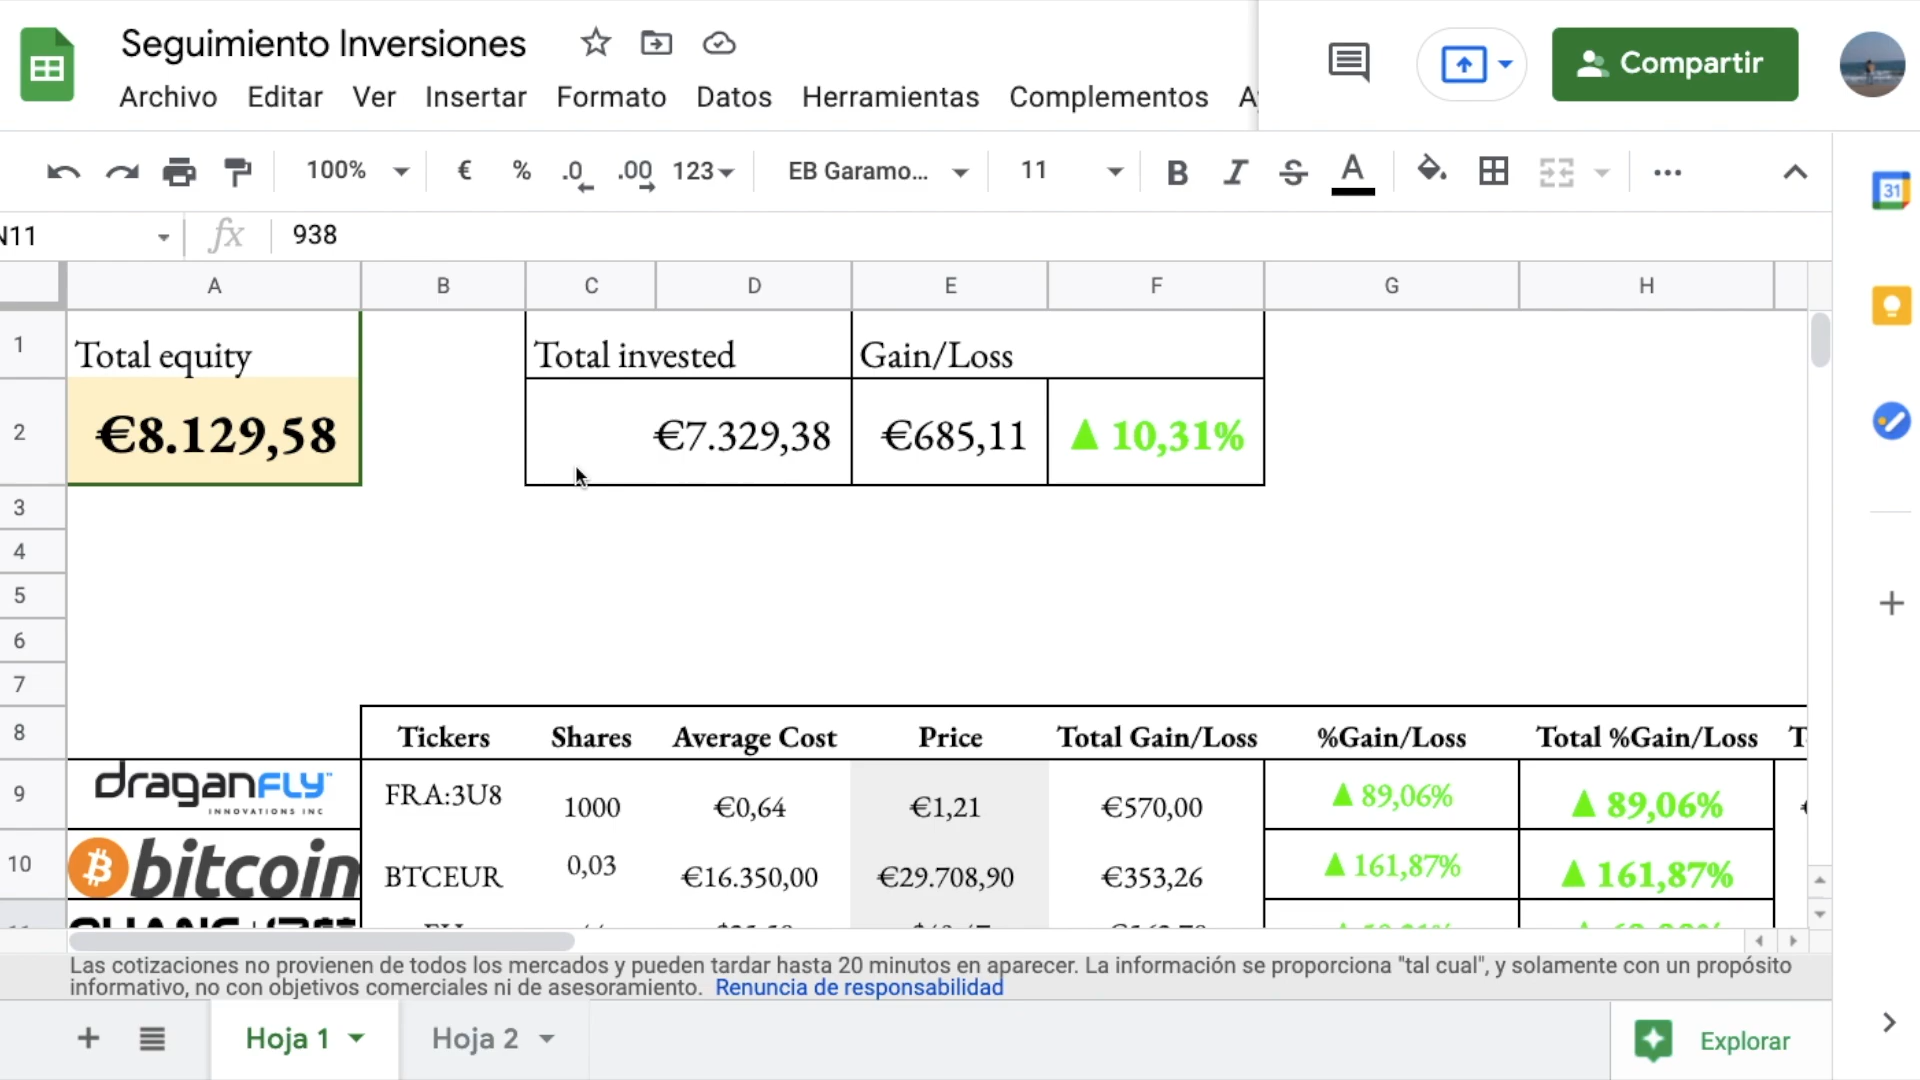 Seguimiento Inversiones
Archivo Editar Ver Insertar Formato Datos Herramientas Complementos
Compartir
100% € % .0 .00 123 EB Garamo... 11 B I S A ...
31
N11 fx 938
A B C D E F G H
1 Total equity Total invested Gain/Loss
2 €8.129,58 €7.329,38 €685,11 ▲ 10,31%
3
4
5
6
7
8 Tickers Shares Average Cost Price Total Gain/Loss %Gain/Loss Total %Gain/Loss
9 draganFLY™ INNOVATIONS INC FRA:3U8 1000 €0,64 €1,21 €570,00 ▲ 89,06% ▲ 89,06%
10 bitcoin BTCEUR 0,03 €16.350,00 €29.708,90 €353,26 ▲ 161,87% ▲ 161,87%
Las cotizaciones no provienen de todos los mercados y pueden tardar hasta 20 minutos en aparecer. La información se proporciona "tal cual", y solamente con un propósito
informativo, no con objetivos comerciales ni de asesoramiento. Renuncia de responsabilidad
+ Hoja 1 Hoja 2 Explorar